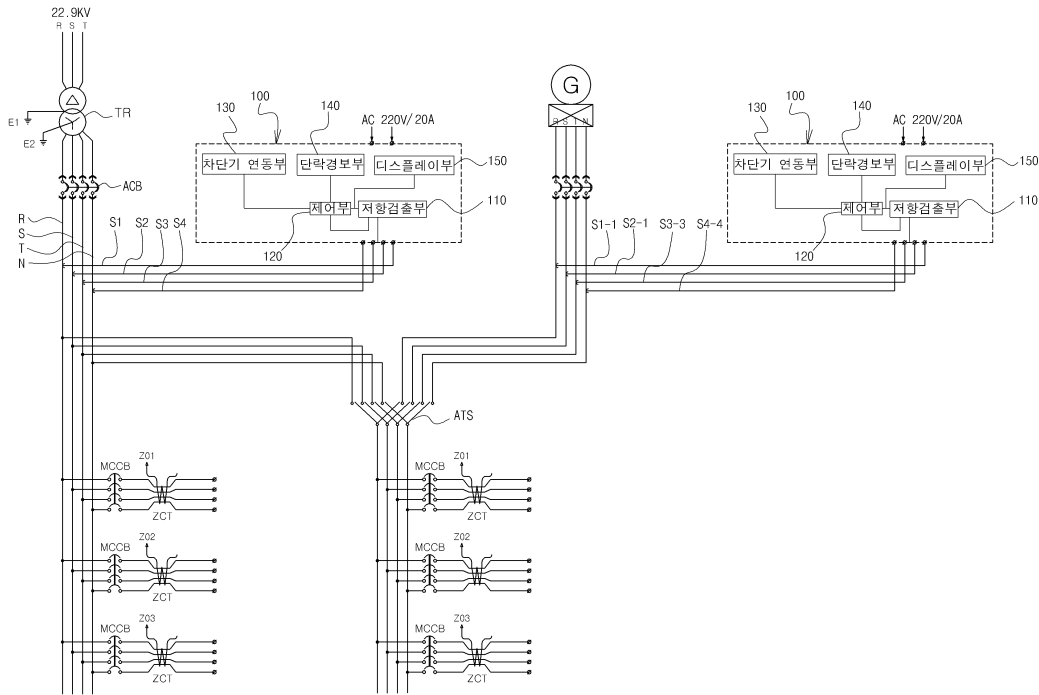 22.9KV
R S T
TR
E1
E2
ACB
R
S
T
N
S1
S2
S3
S4
130
100
140
AC 220V/20A
차단기 연동부
단락경보부
디스플레이부
150
제어부
저항검출부
110
120
G
R S T N
S1-1
S2-1
S3-3
S4-4
130
100
140
AC 220V/20A
차단기 연동부
단락경보부
디스플레이부
150
제어부
저항검출부
110
120
ATS
MCCB
Z01
ZCT
MCCB
Z02
ZCT
MCCB
Z03
ZCT
MCCB
Z01
ZCT
MCCB
Z02
ZCT
MCCB
Z03
ZCT